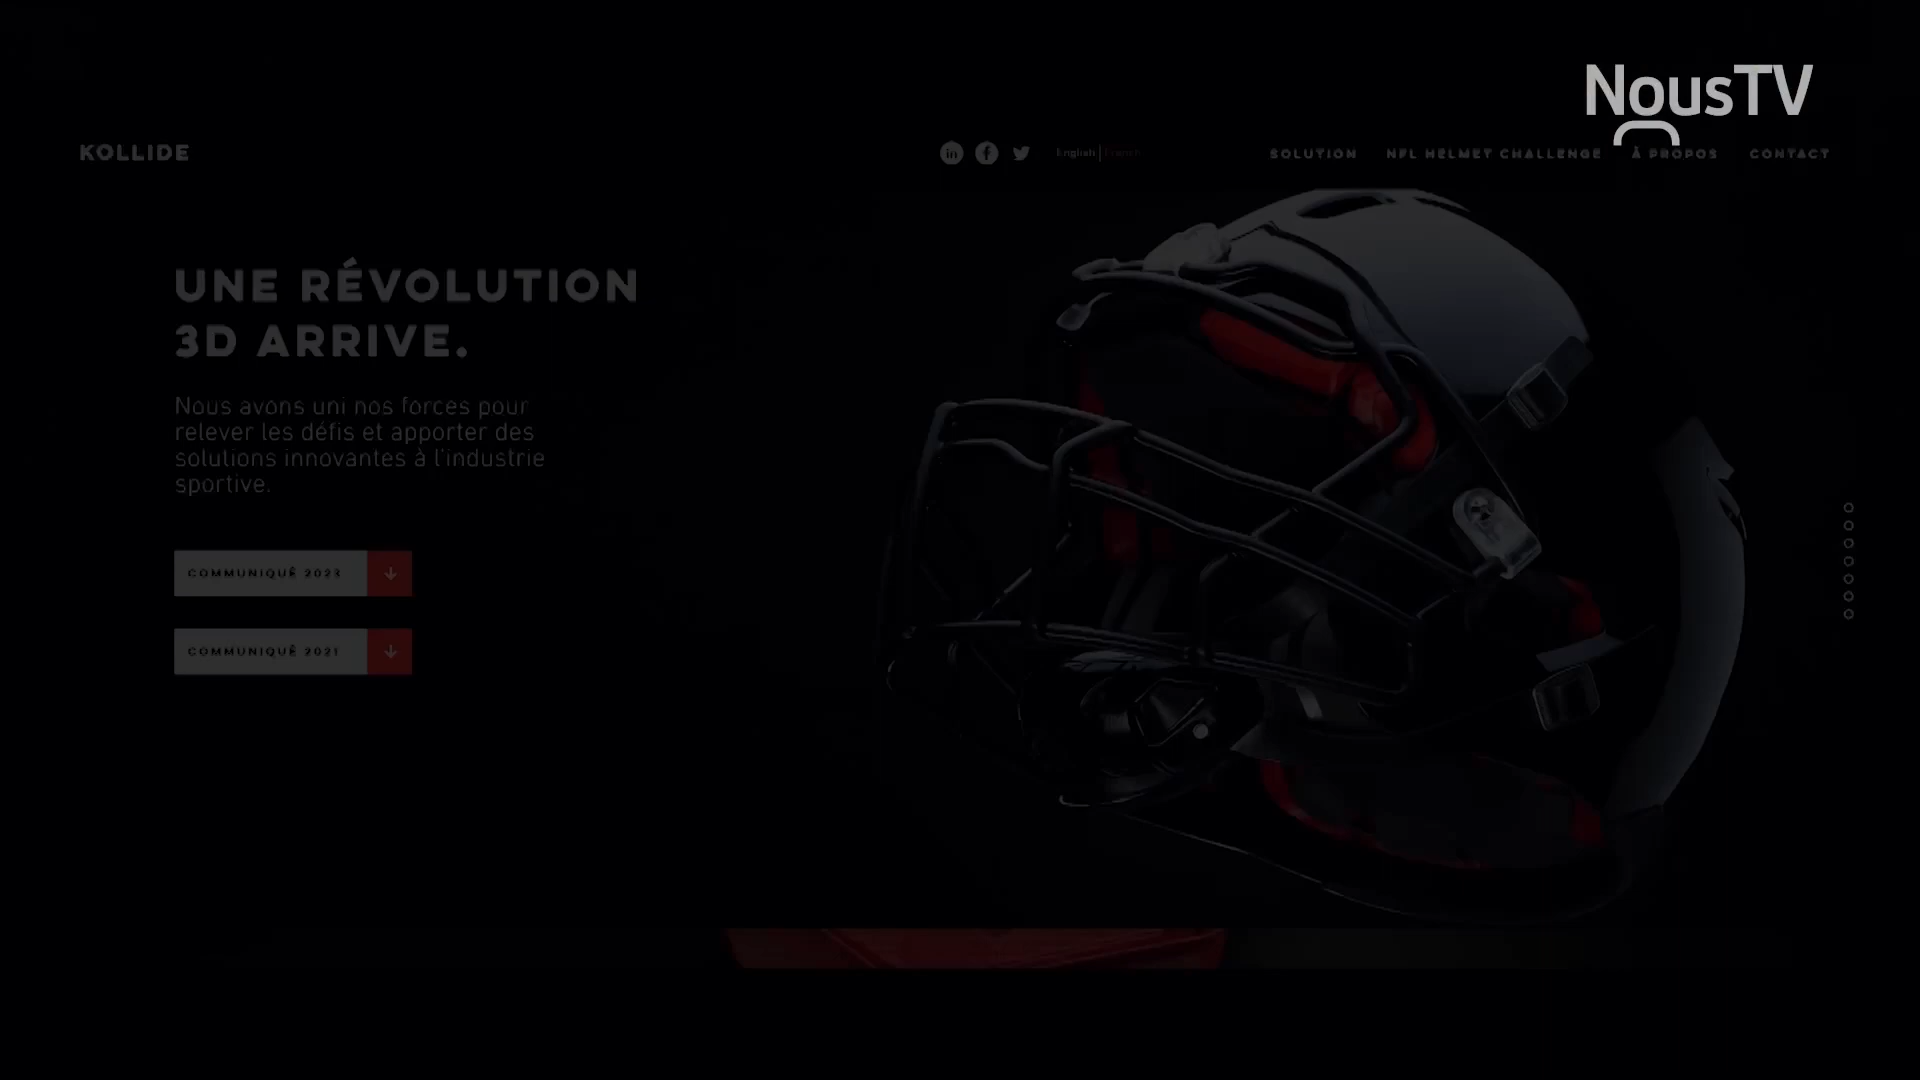 NousTV
KOLLIDE
English | French
SOLUTION
NFL HELMET CHALLENGE
À PROPOS
CONTACT
UNE RÉVOLUTION
3D ARRIVE.
Nous avons uni nos forces pour
relever les défis et apporter des
solutions innovantes à l'industrie
sportive.
COMMUNIQUÉ 2023
COMMUNIQUÉ 2021